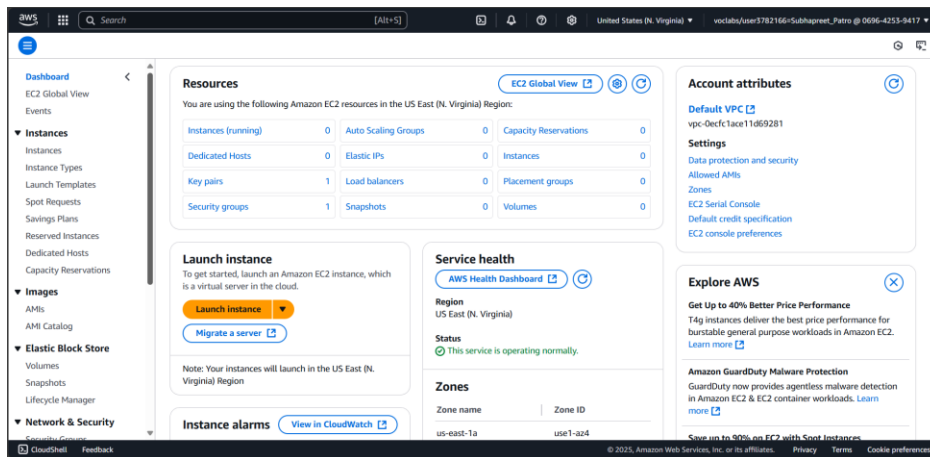 aws
Search [Alt+S]
United States (N. Virginia) ▼
voclabs/user3782166=Subhapreet_Patro @ 0696-4253-9417 ▼
Dashboard
EC2 Global View
Events
▼ Instances
Instances
Instance Types
Launch Templates
Spot Requests
Savings Plans
Reserved Instances
Dedicated Hosts
Capacity Reservations
▼ Images
AMIs
AMI Catalog
▼ Elastic Block Store
Volumes
Snapshots
Lifecycle Manager
▼ Network & Security
Security Groups
Resources
EC2 Global View
You are using the following Amazon EC2 resources in the US East (N. Virginia) Region:
Instances (running) 0 Auto Scaling Groups 0 Capacity Reservations 0
Dedicated Hosts 0 Elastic IPs 0 Instances 0
Key pairs 1 Load balancers 0 Placement groups 0
Security groups 1 Snapshots 0 Volumes 0
Launch instance
To get started, launch an Amazon EC2 instance, which
is a virtual server in the cloud.
Launch instance ▼
Migrate a server
Note: Your instances will launch in the US East (N.
Virginia) Region
Instance alarms
View in CloudWatch
Service health
AWS Health Dashboard
Region
US East (N. Virginia)
Status
This service is operating normally.
Zones
Zone name Zone ID
us-east-1a use1-az4
Account attributes
Default VPC
vpc-0ecfc1ace11d69281
Settings
Data protection and security
Allowed AMIs
Zones
EC2 Serial Console
Default credit specification
EC2 console preferences
Explore AWS
Get Up to 40% Better Price Performance
T4g instances deliver the best price performance for
burstable general purpose workloads in Amazon EC2.
Learn more
Amazon GuardDuty Malware Protection
GuardDuty now provides agentless malware detection
in Amazon EC2 & EC2 container workloads. Learn
more
Save up to 90% on EC2 with Spot Instances
CloudShell Feedback
© 2025, Amazon Web Services, Inc. or its affiliates. Privacy Terms Cookie preferences